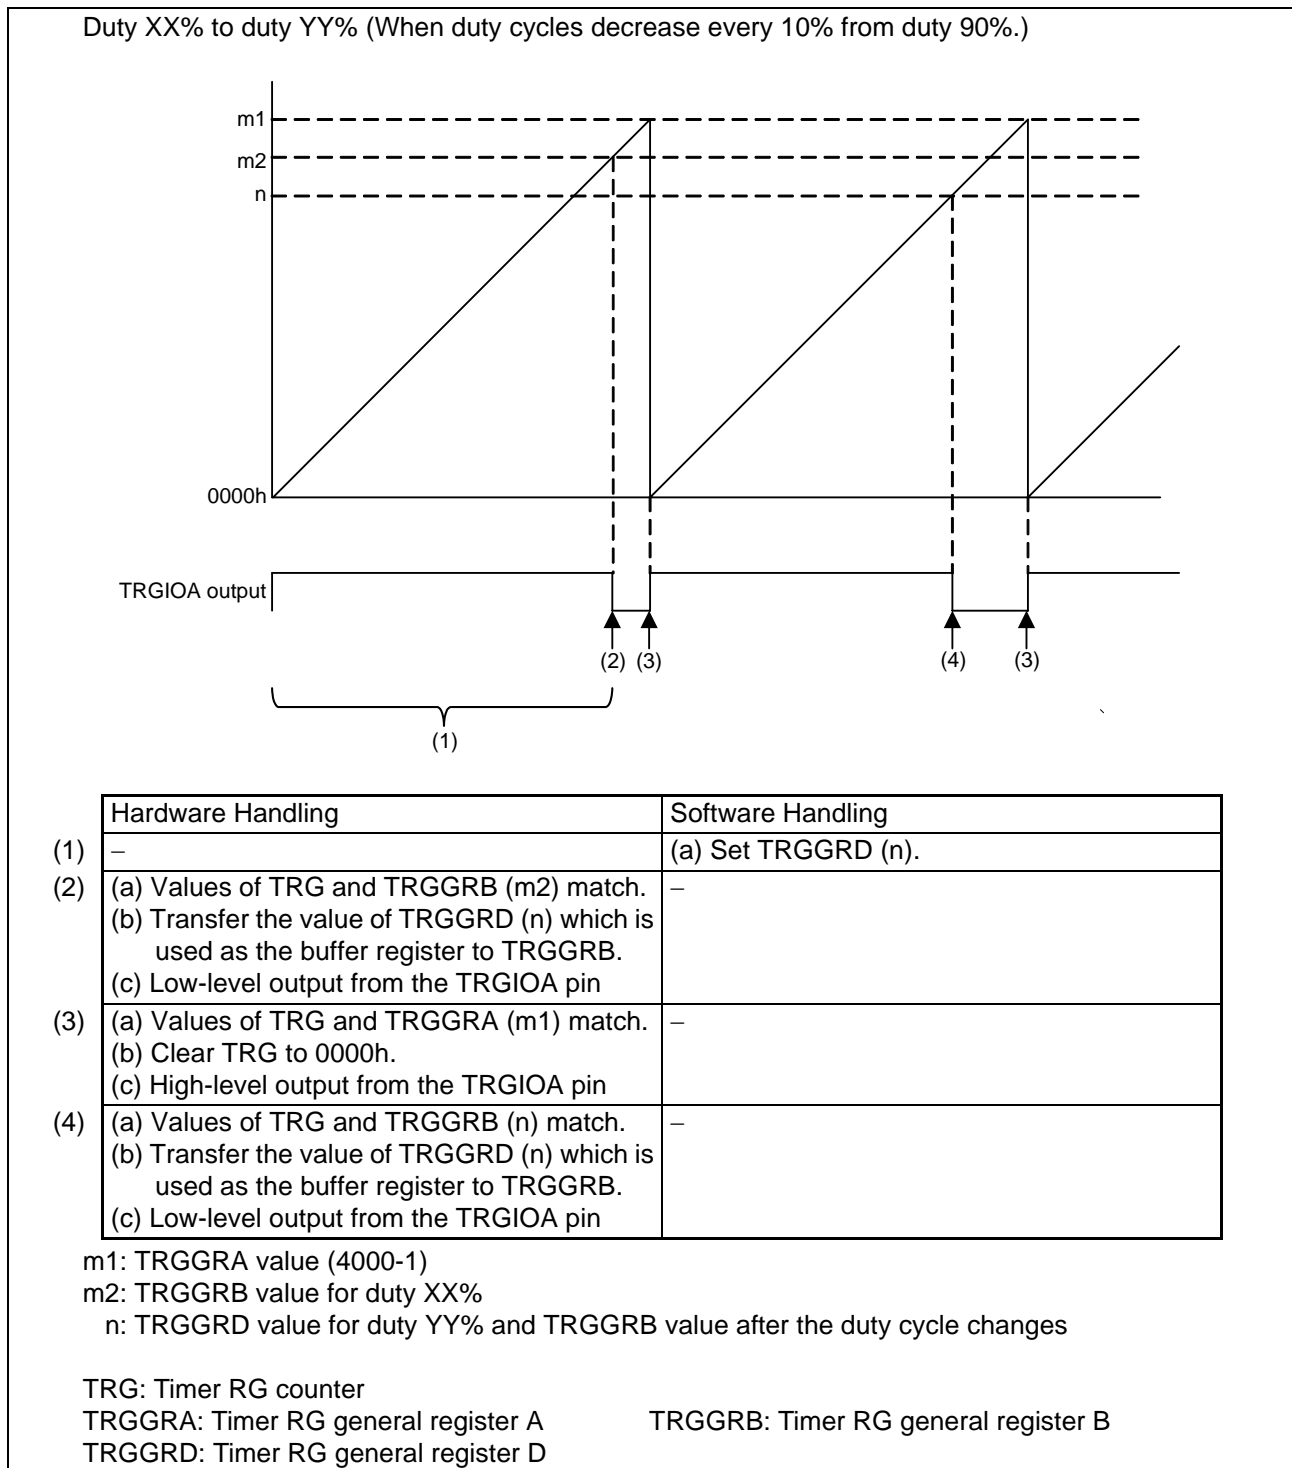 Duty XX% to duty YY% (When duty cycles decrease every 10% from duty 90%.)
m1
m2
n
0000h
TRGIOA output
(2) (3) (4) (3)
(1)
Hardware Handling Software Handling
(1) – (a) Set TRGGRD (n).
(2) (a) Values of TRG and TRGGRB (m2) match. –
(b) Transfer the value of TRGGRD (n) which is
used as the buffer register to TRGGRB.
(c) Low-level output from the TRGIOA pin
(3) (a) Values of TRG and TRGGRA (m1) match. –
(b) Clear TRG to 0000h.
(c) High-level output from the TRGIOA pin
(4) (a) Values of TRG and TRGGRB (n) match. –
(b) Transfer the value of TRGGRD (n) which is
used as the buffer register to TRGGRB.
(c) Low-level output from the TRGIOA pin
m1: TRGGRA value (4000-1)
m2: TRGGRB value for duty XX%
n: TRGGRD value for duty YY% and TRGGRB value after the duty cycle changes
TRG: Timer RG counter
TRGGRA: Timer RG general register A TRGGRB: Timer RG general register B
TRGGRD: Timer RG general register D